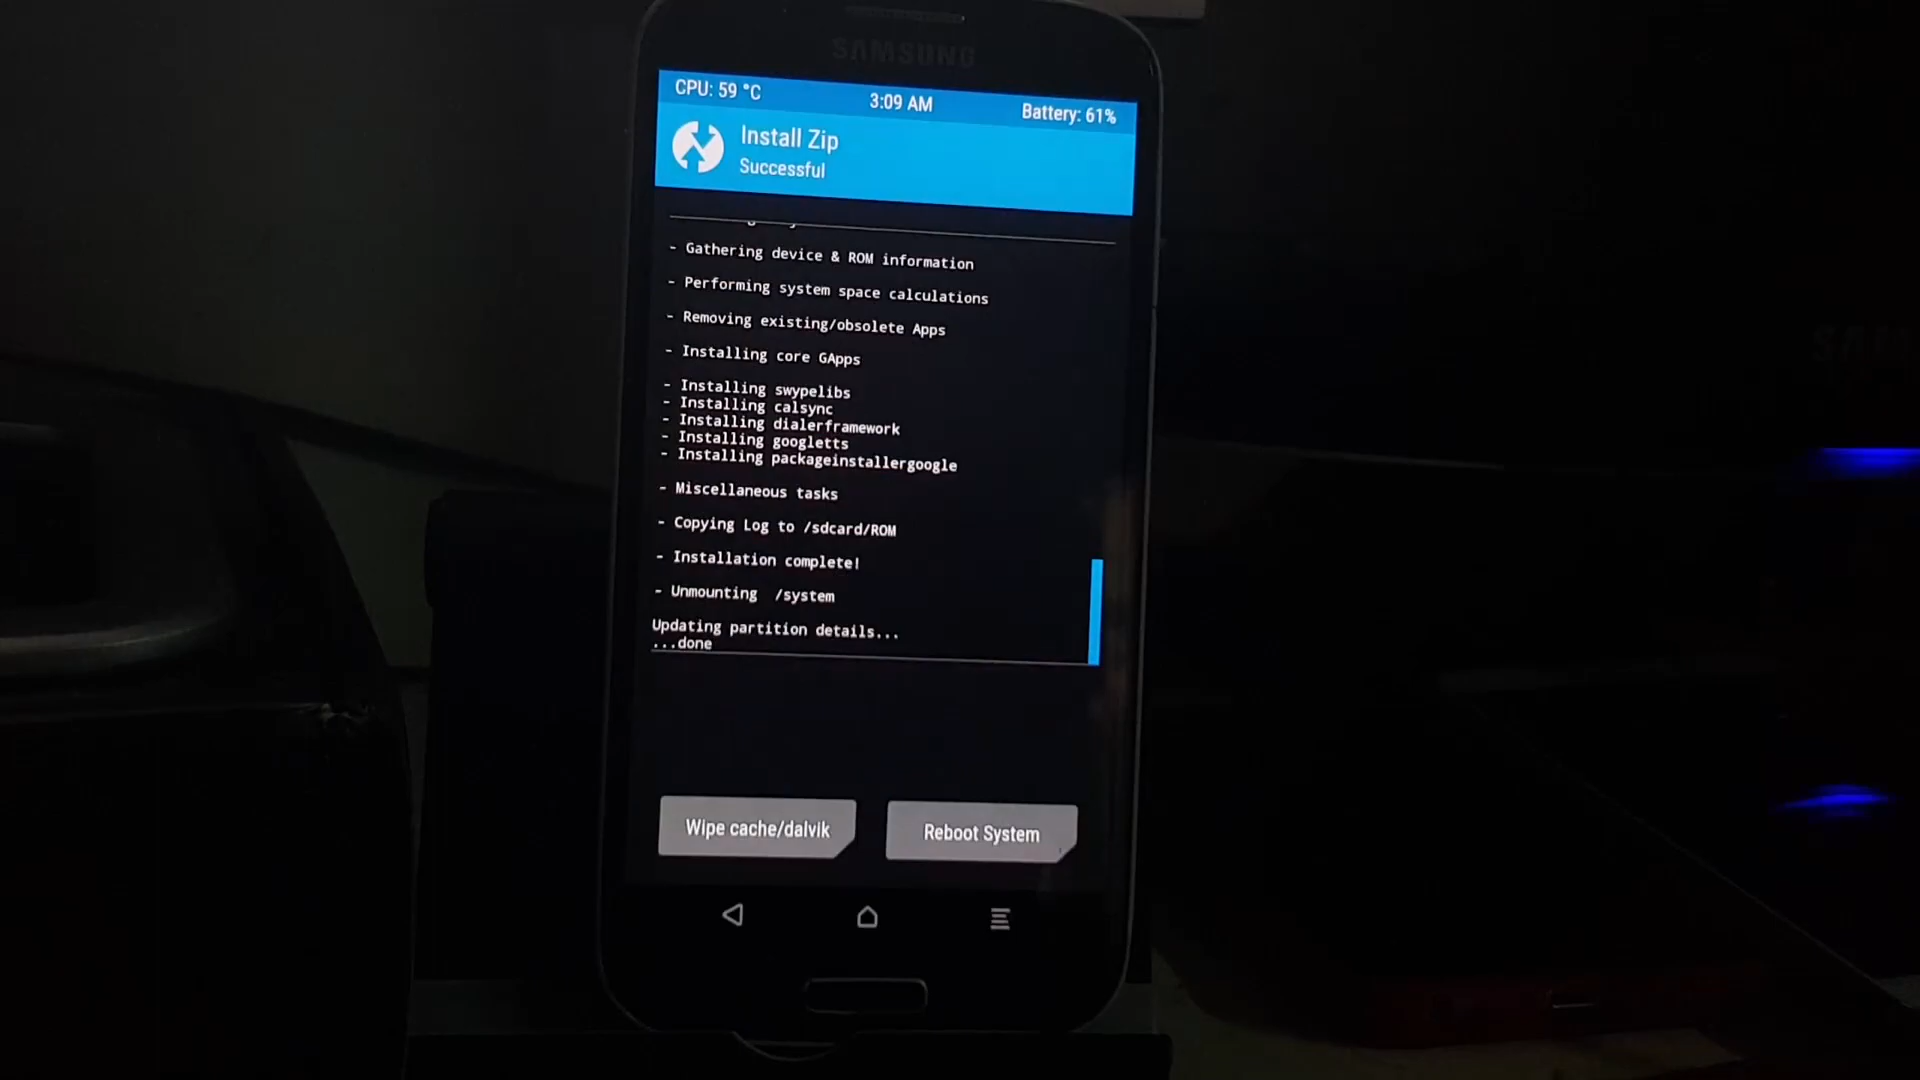 SAMSUNG
CPU: 59 °C 3:09 AM Battery: 61%
Install Zip
Successful
- Gathering device & ROM information
- Performing system space calculations
- Removing existing/obsolete Apps
- Installing core GApps
- Installing swypelibs
- Installing calsync
- Installing dialerframework
- Installing googletts
- Installing packageinstallergoogle
- Miscellaneous tasks
- Copying Log to /sdcard/ROM
- Installation complete!
- Unmounting /system
Updating partition details...
...done
Wipe cache/dalvik
Reboot System